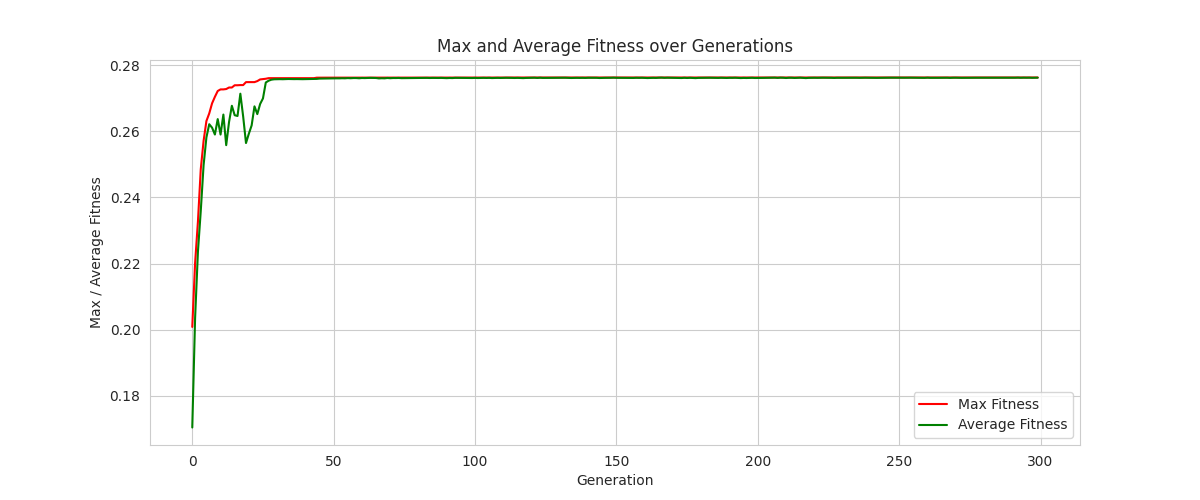 Max and Average Fitness over Generations
Max / Average Fitness
0.28
0.26
0.24
0.22
0.20
0.18
0
50
100
150
200
250
300
Generation
Max Fitness
Average Fitness